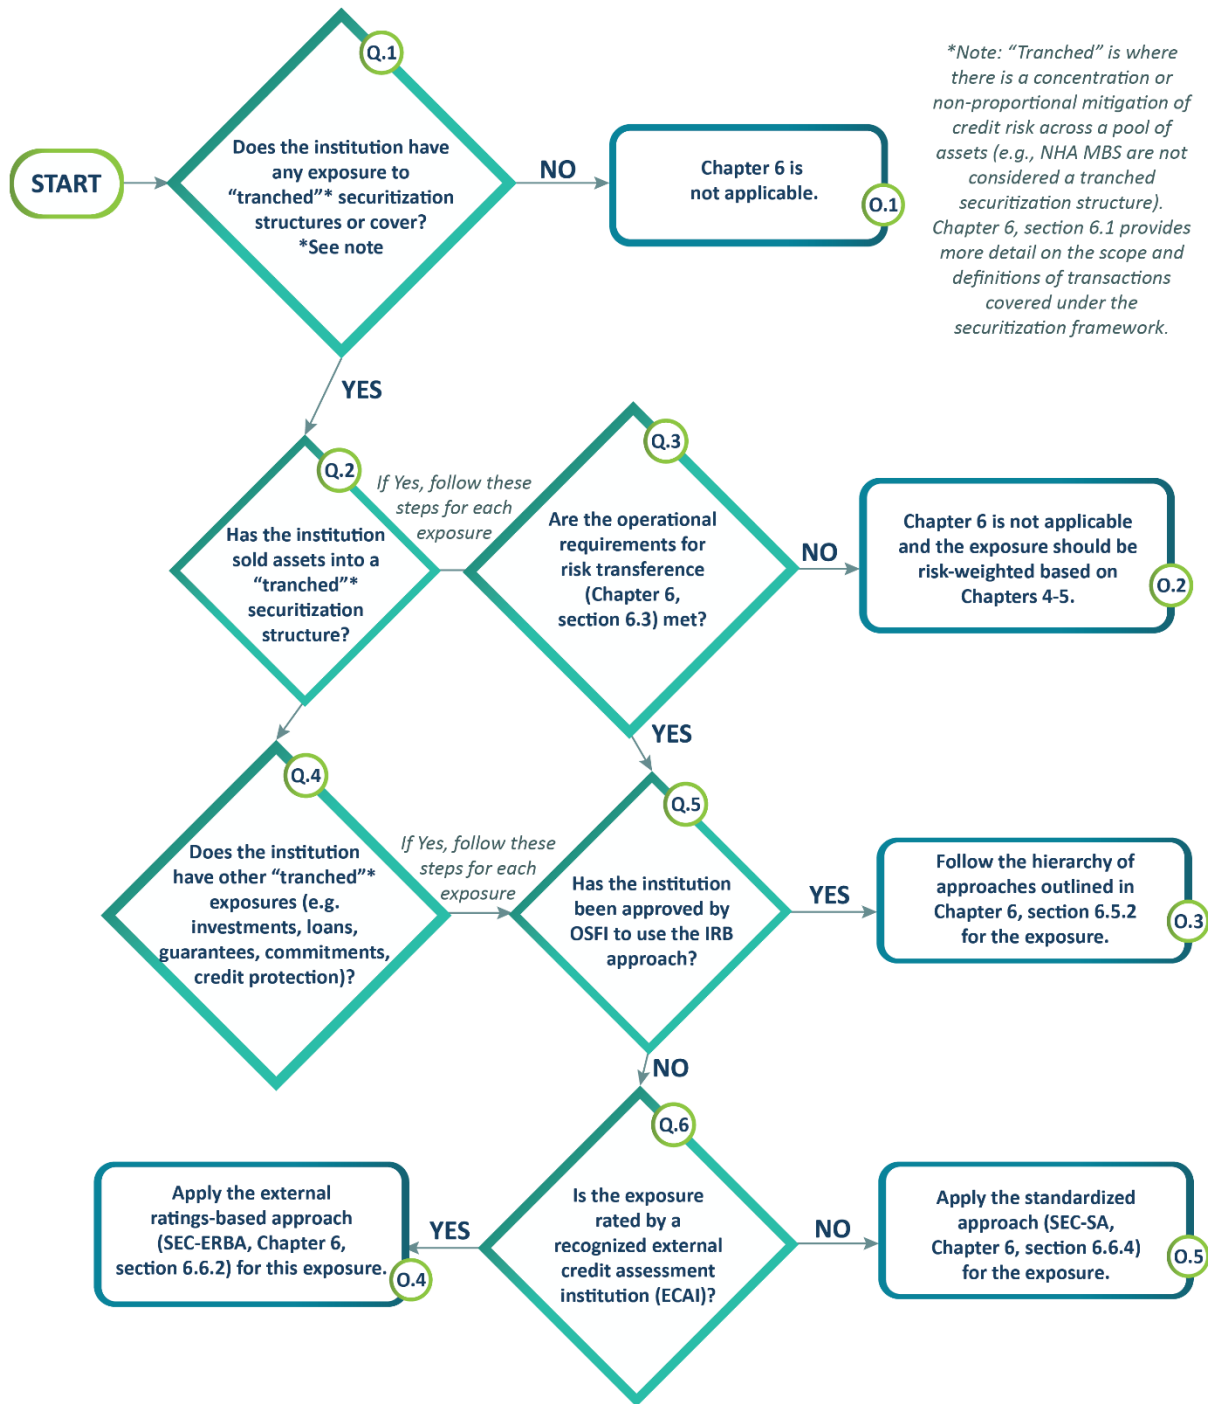 START
Q.1
Does the institution have
any exposure to
“tranched”* securitization
structures or cover?
*See note
NO
Chapter 6 is
not applicable.
O.1
*Note: “Tranched” is where
there is a concentration or
non-proportional mitigation of
credit risk across a pool of
assets (e.g., NHA MBS are not
considered a tranched
securitization structure).
Chapter 6, section 6.1 provides
more detail on the scope and
definitions of transactions
covered under the
securitization framework.
YES
Q.2
Has the institution
sold assets into a
“tranched”*
securitization
structure?
If Yes, follow these
steps for each
exposure
Q.3
Are the operational
requirements for
risk transference
(Chapter 6,
section 6.3) met?
NO
Chapter 6 is not applicable
and the exposure should be
risk-weighted based on
Chapters 4-5.
O.2
YES
Q.4
Does the institution
have other “tranched”*
exposures (e.g.
investments, loans,
guarantees, commitments,
credit protection)?
If Yes, follow these
steps for each
exposure
Q.5
Has the institution
been approved by
OSFI to use the IRB
approach?
YES
Follow the hierarchy of
approaches outlined in
Chapter 6, section 6.5.2
for the exposure.
O.3
NO
Q.6
Is the exposure
rated by a
recognized external
credit assessment
institution (ECAI)?
YES
Apply the external
ratings-based approach
(SEC-ERBA, Chapter 6,
section 6.6.2) for this exposure.
O.4
NO
Apply the standardized
approach (SEC-SA,
Chapter 6, section 6.6.4)
for the exposure.
O.5